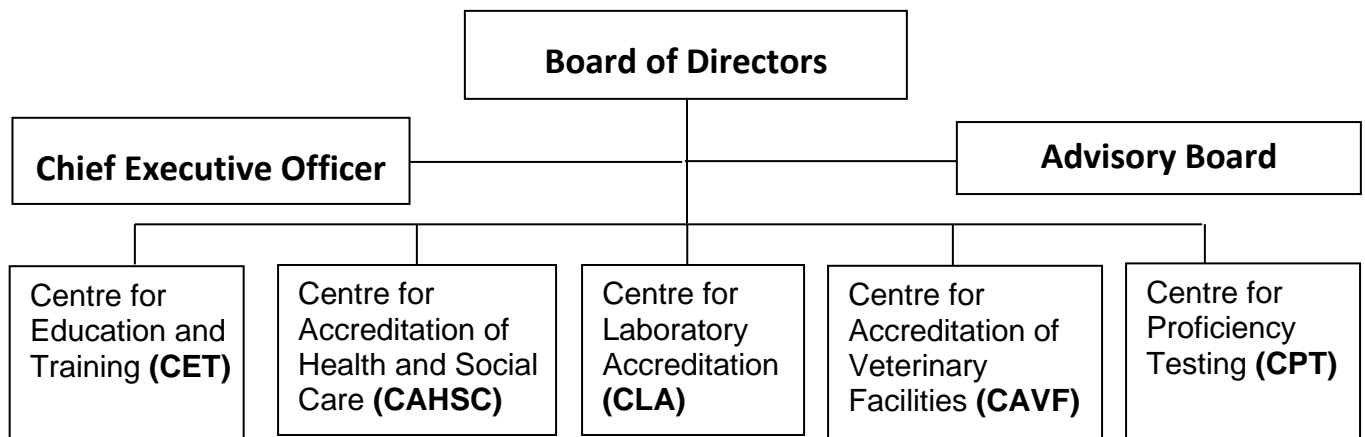 Board of Directors
Chief Executive Officer
Advisory Board
Centre for
Education and
Training (CET)
Centre for
Accreditation of
Health and Social
Care (CAHSC)
Centre for
Laboratory
Accreditation
(CLA)
Centre for
Accreditation of
Veterinary
Facilities (CAVF)
Centre for
Proficiency
Testing (CPT)